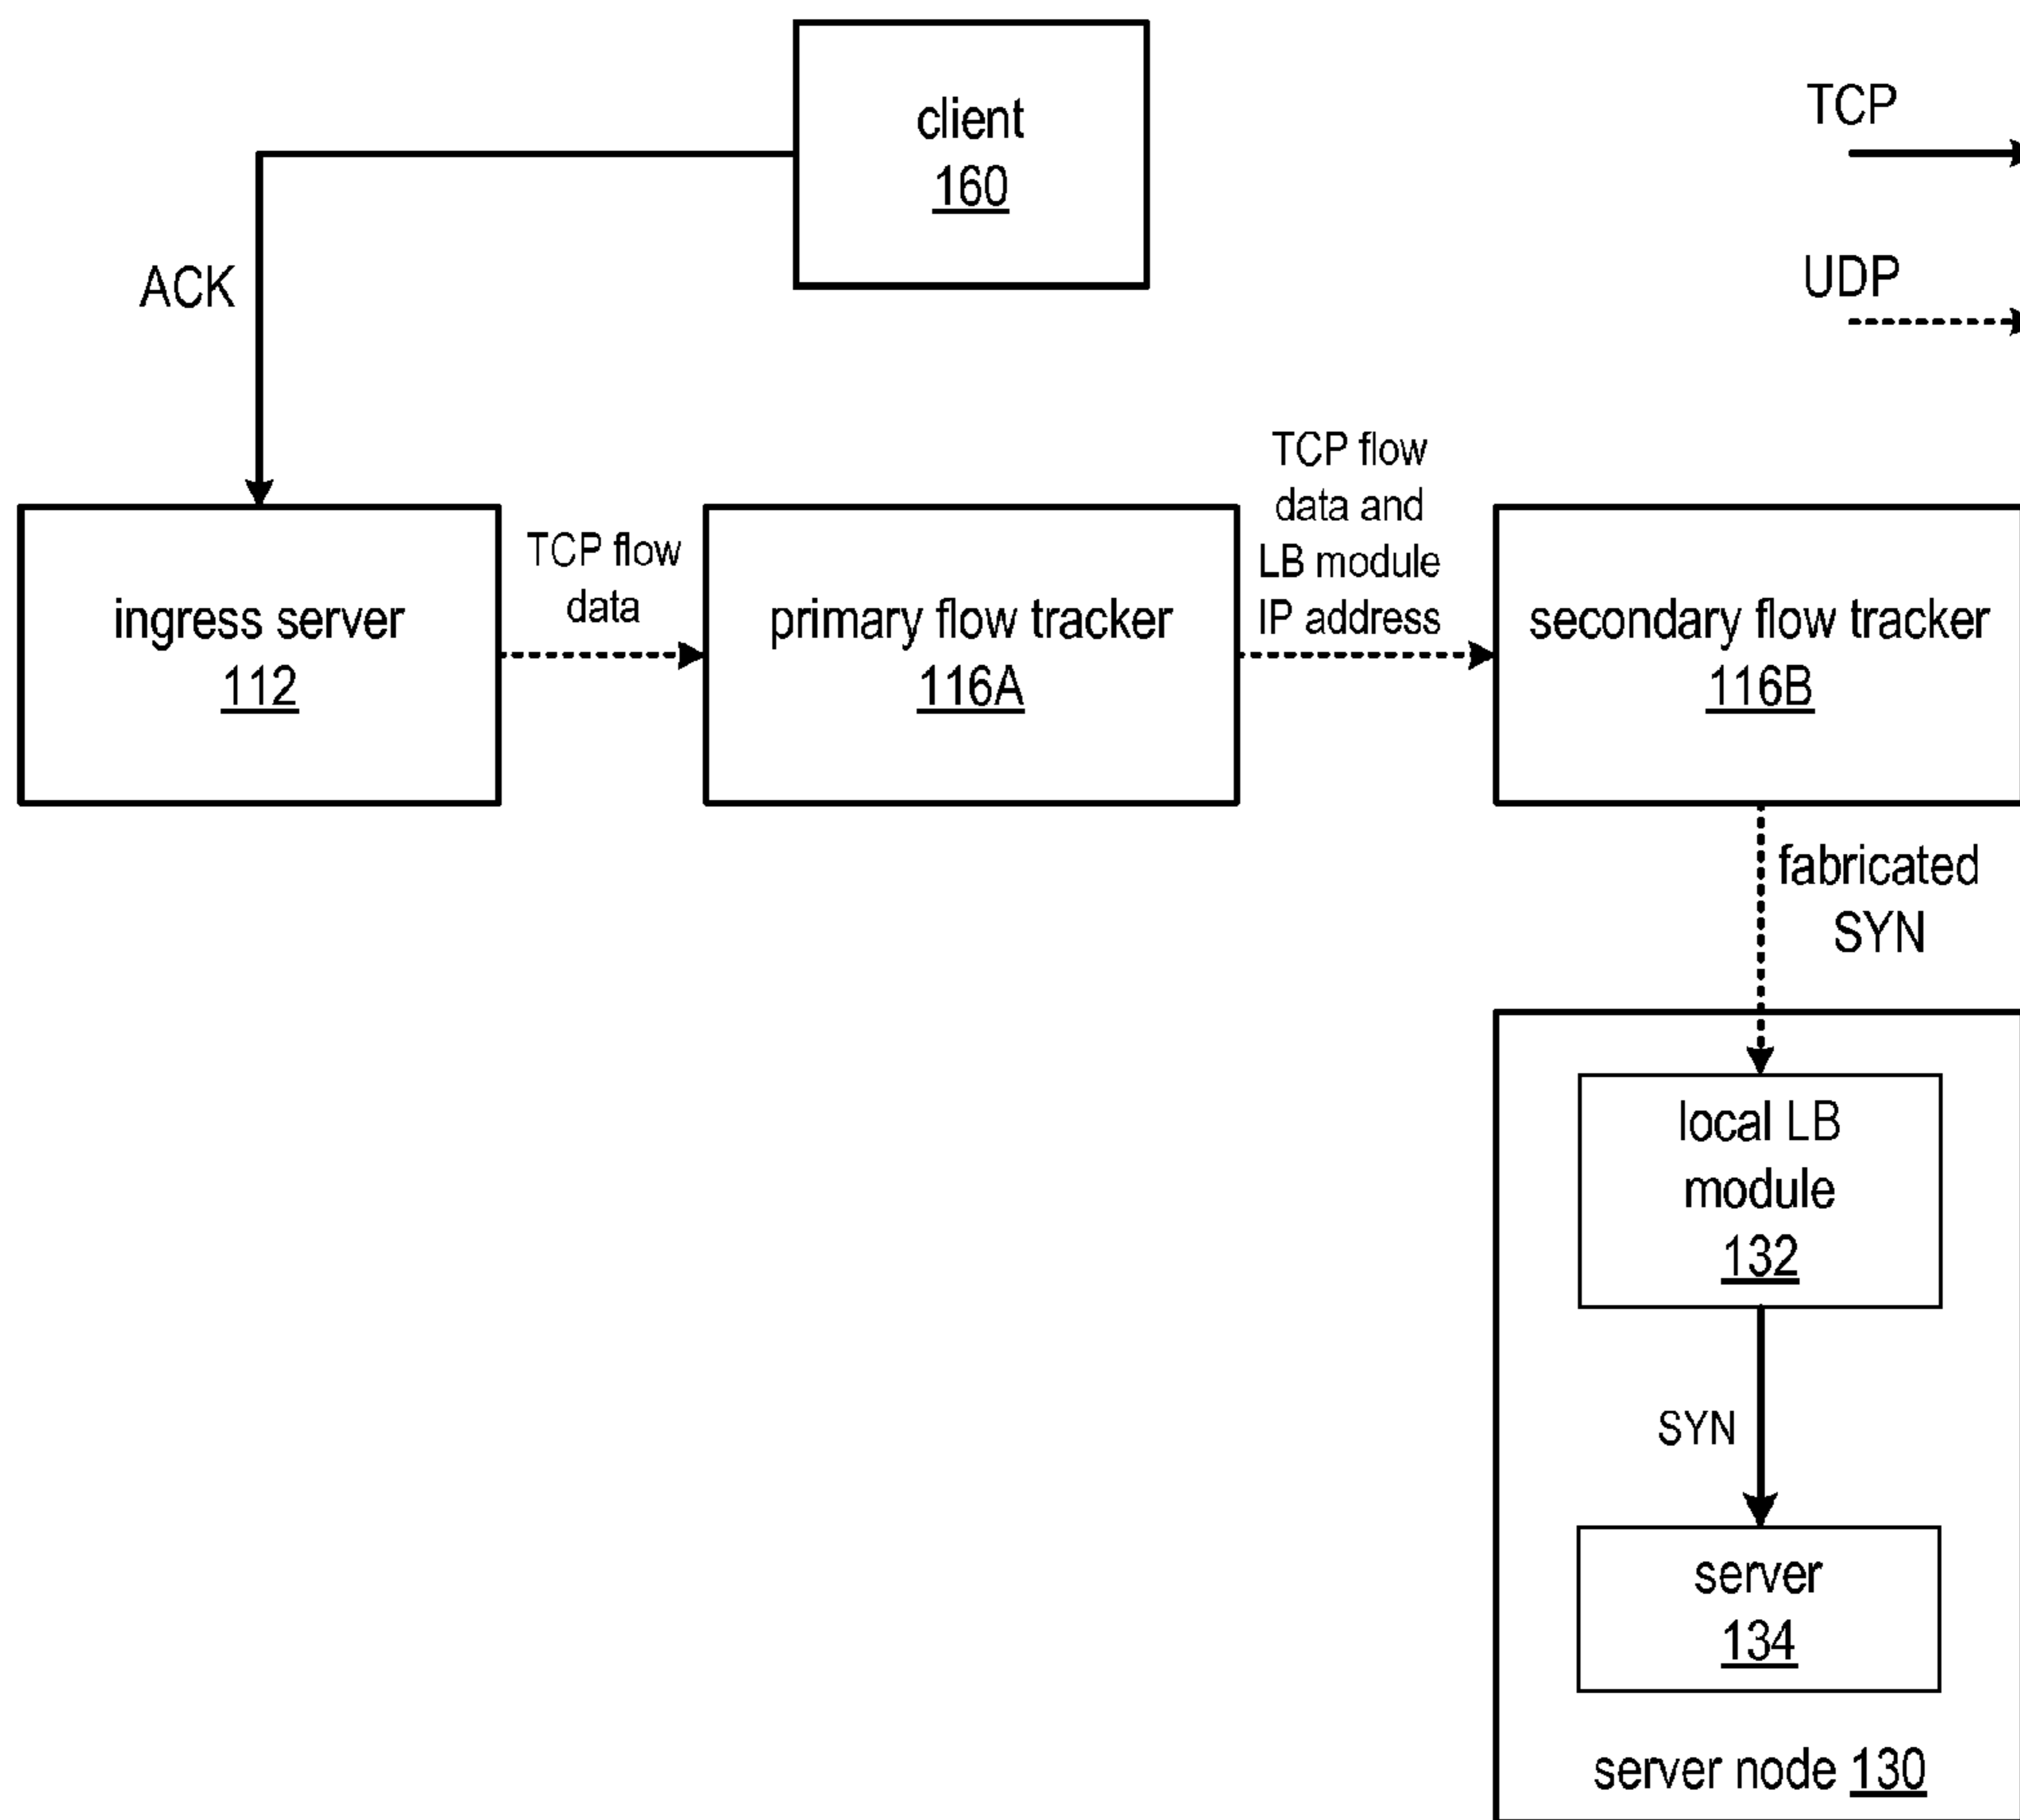 client
160
TCP
UDP
ACK
ingress server
112
TCP flow
data
primary flow tracker
116A
TCP flow
data and
LB module
IP address
secondary flow tracker
116B
fabricated
SYN
local LB
module
132
SYN
server
134
server node 130